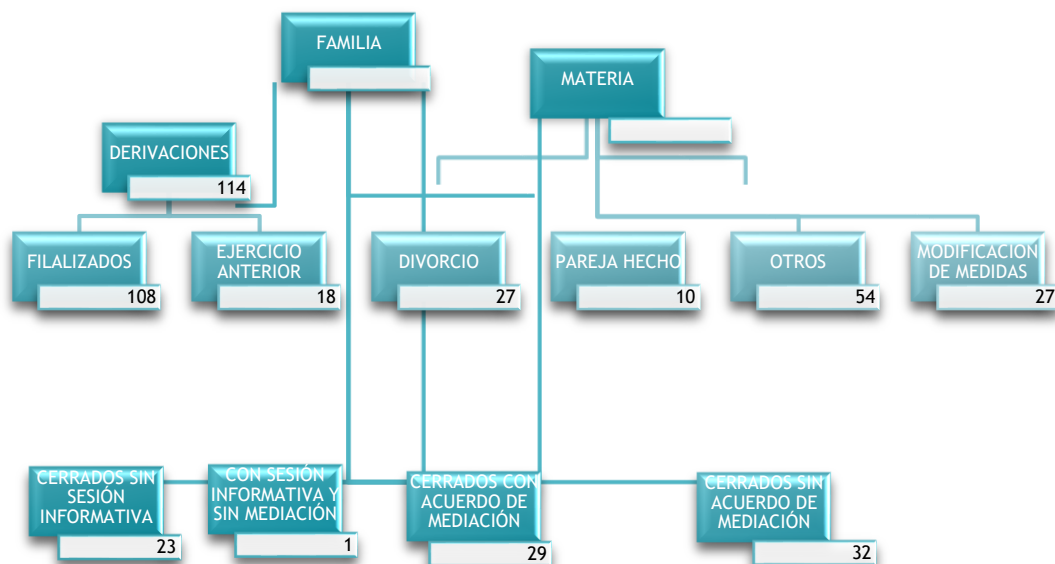 FAMILIA
MATERIA
DERIVACIONES
114
FILALIZADOS
108
EJERCICIO
ANTERIOR
18
DIVORCIO
27
PAREJA HECHO
10
OTROS
54
MODIFICACION
DE MEDIDAS
27
CERRADOS SIN
SESIÓN
INFORMATIVA
23
CON SESIÓN
INFORMATIVA Y
SIN MEDIACIÓN
1
CERRADOS CON
ACUERDO DE
MEDIACIÓN
29
CERRADOS SIN
ACUERDO DE
MEDIACIÓN
32